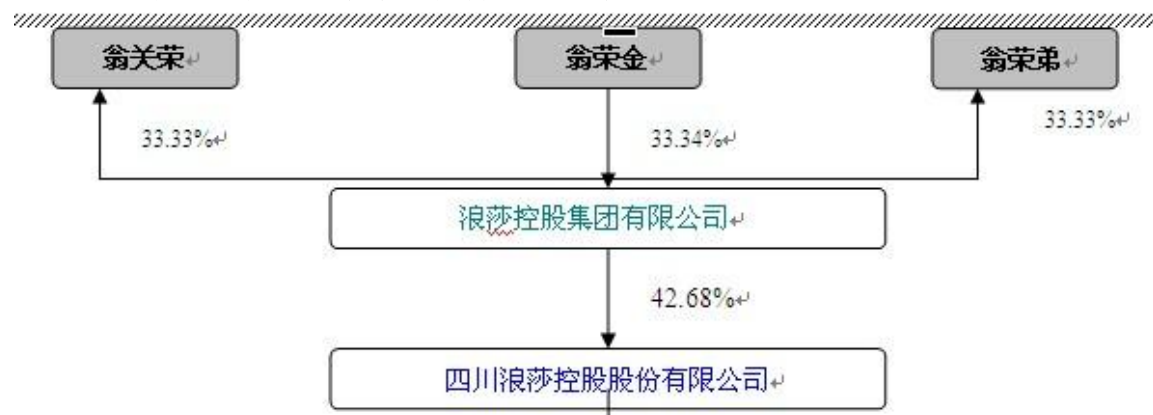 翁关荣
翁荣金
翁荣弟
33.33%
33.34%
33.33%
浪莎控股集团有限公司
42.68%
四川浪莎控股股份有限公司